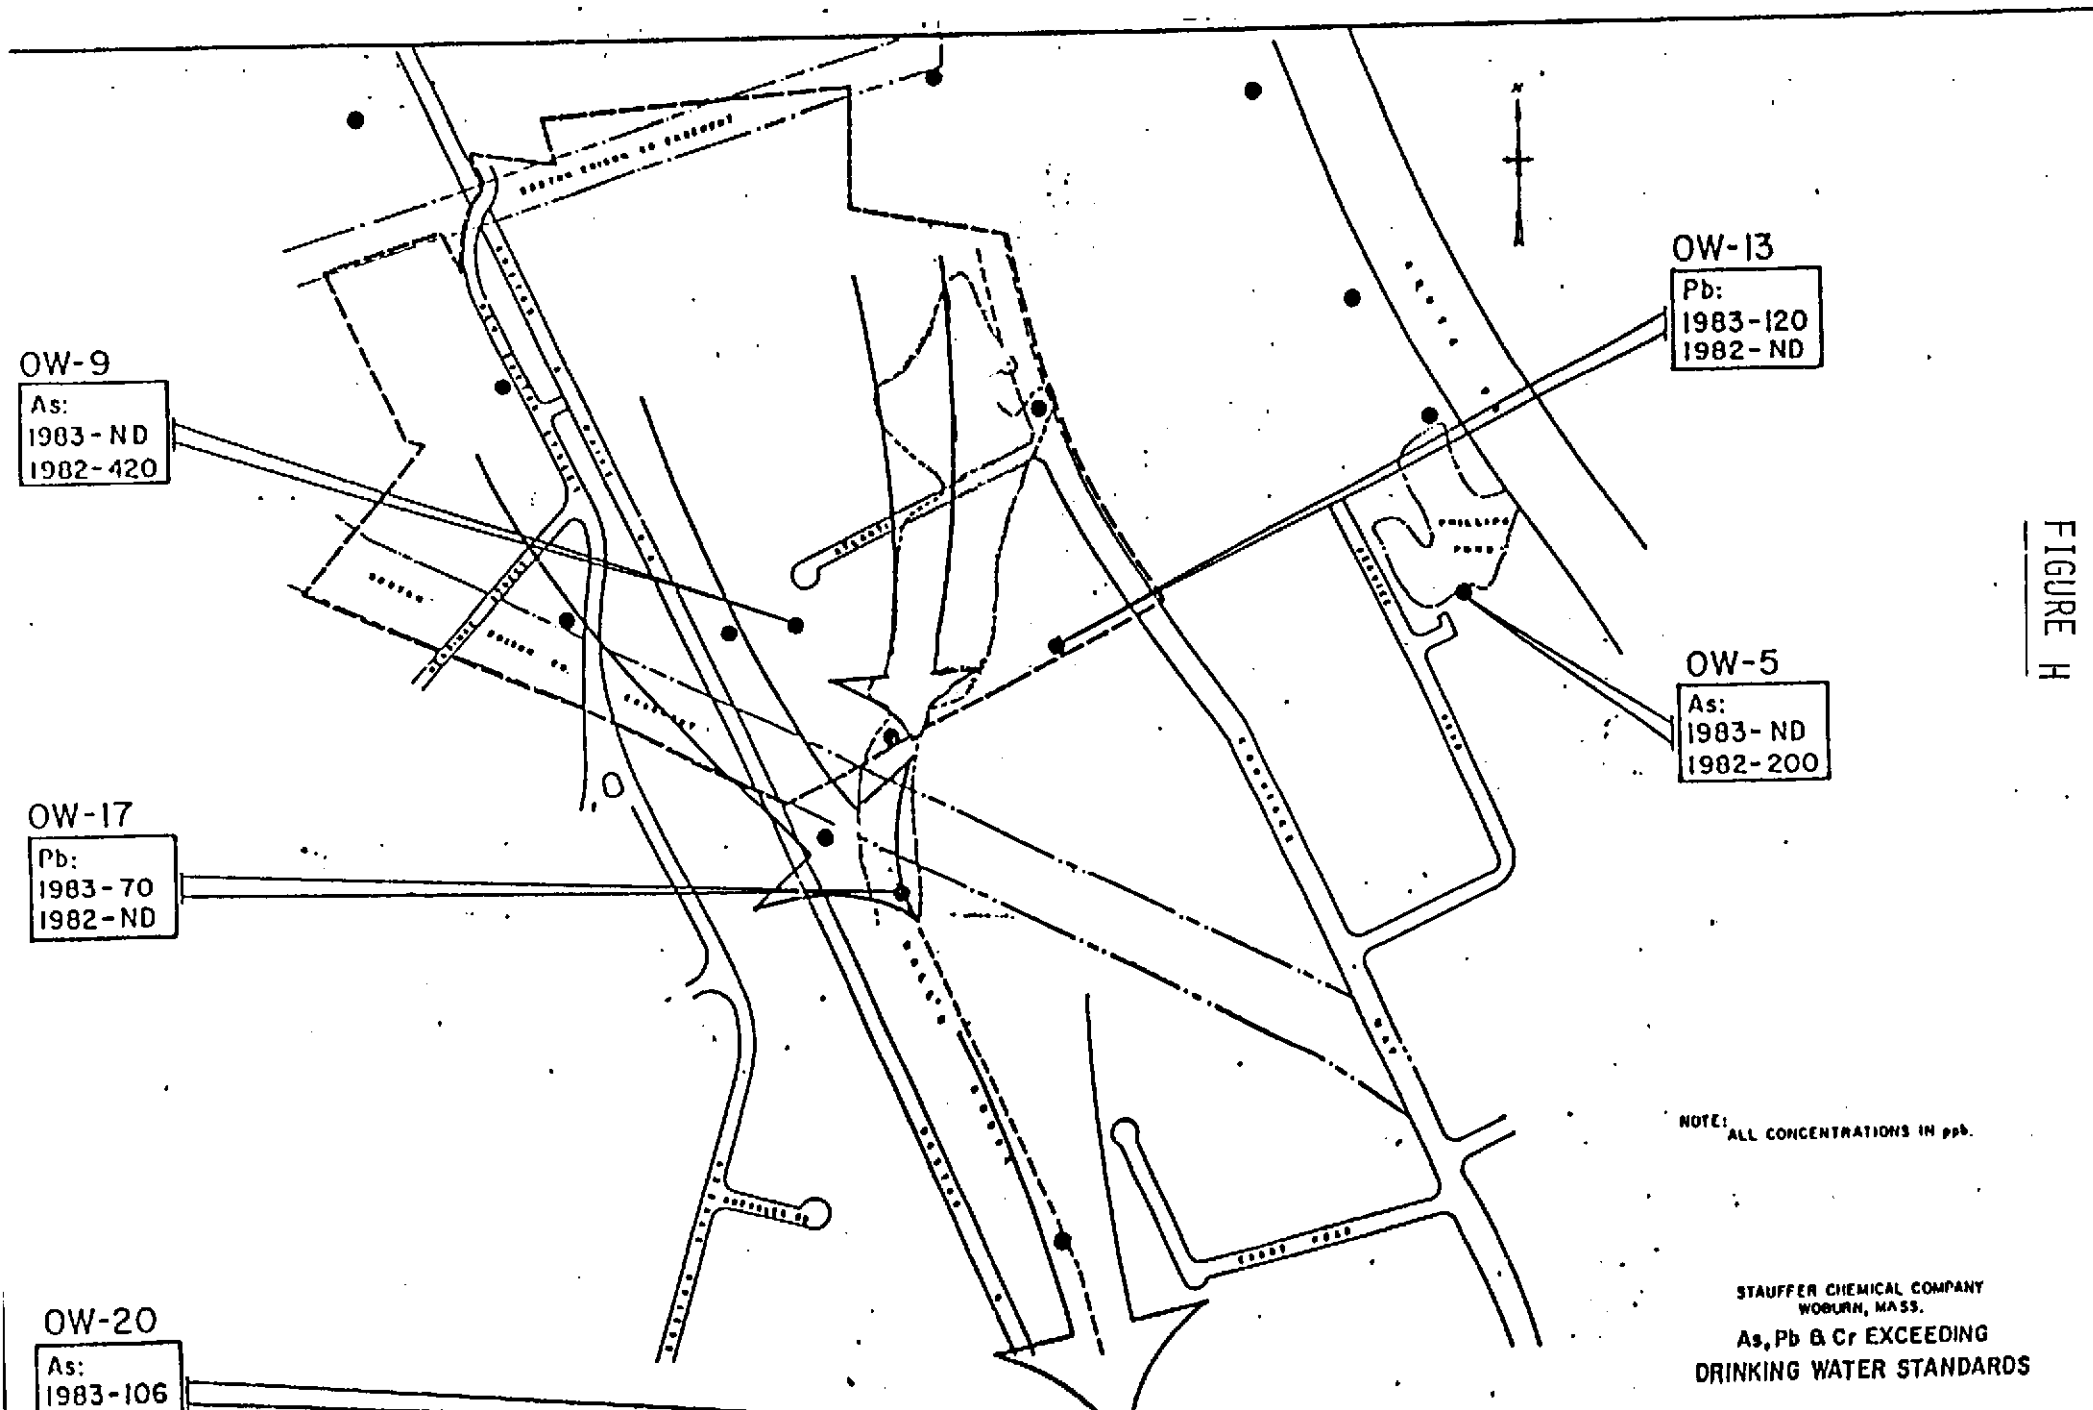 OW-13
Pb:
1983-120
1982-ND
OW-9
As:
1983-ND
1982-420
FIGURE H
OW-5
As:
1983-ND
1982-200
OW-17
Pb:
1983-70
1982-ND
NOTE: ALL CONCENTRATIONS IN ppb.
OW-20
As:
1983-106
STAUFFER CHEMICAL COMPANY
WOBURN, MASS.
As, Pb & Cr EXCEEDING
DRINKING WATER STANDARDS
N
PHILLIPS
POND